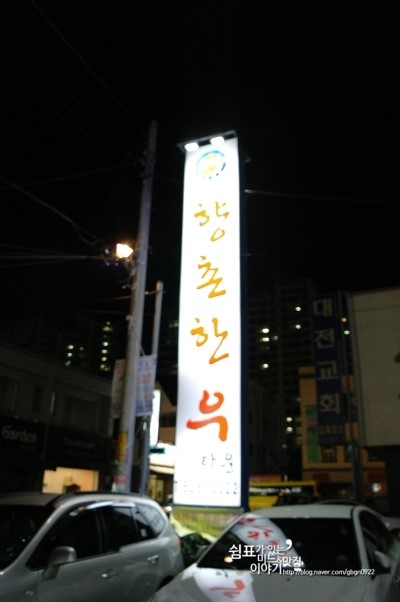 향촌한우
타운
Garden
대전교회
쉼표가 있는
맛집
이야기
http://blog.naver.com/gbgn0922